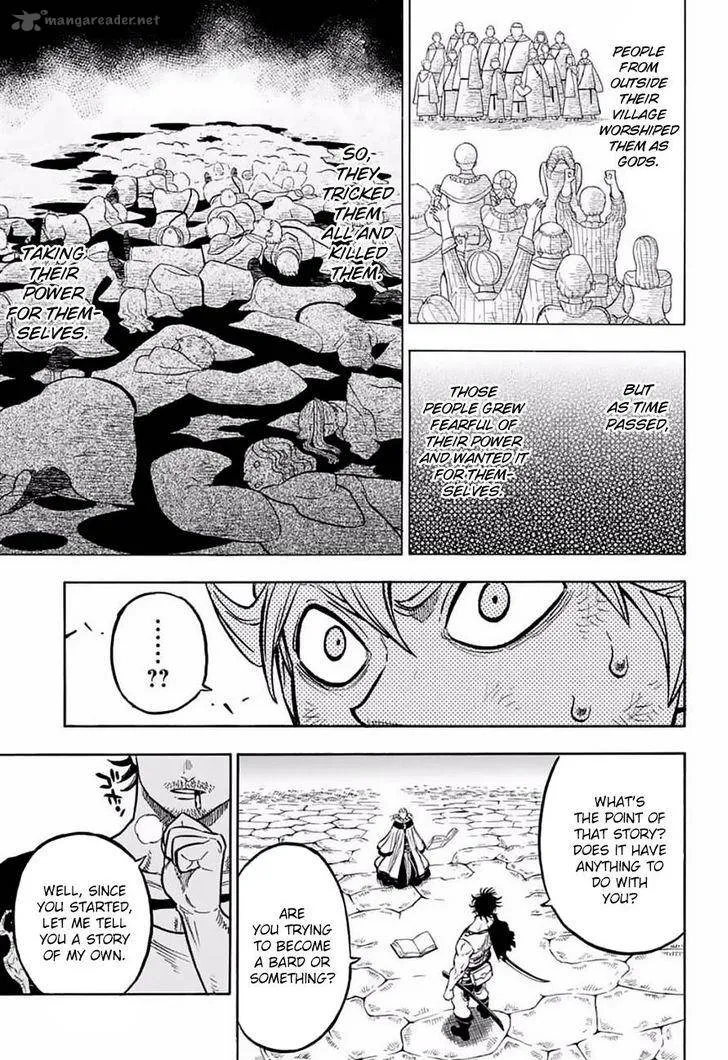 mangareader.net
PEOPLE
FROM
OUTSIDE
THEIR
VILLAGE
WORSHIPED
THEM AS
GODS.
BUT
AS TIME
PASSED,
THOSE
PEOPLE GREW
FEARFUL OF
THEIR POWER
AND WANTED IT
FOR THEM-
SELVES.
SO,
THEY
TRICKED
THEM
ALL AND
KILLED
THEM.
TAKING
THEIR
POWER
FOR THEM-
SELVES.
......
??
WHAT'S
THE POINT
OF THAT
STORY?
DOES IT HAVE
ANYTHING
TO DO WITH
YOU?
ARE
YOU TRYING
TO BECOME
A BARD OR
SOMETHING?
WELL, SINCE
YOU STARTED,
LET ME TELL
YOU A STORY
OF MY OWN.